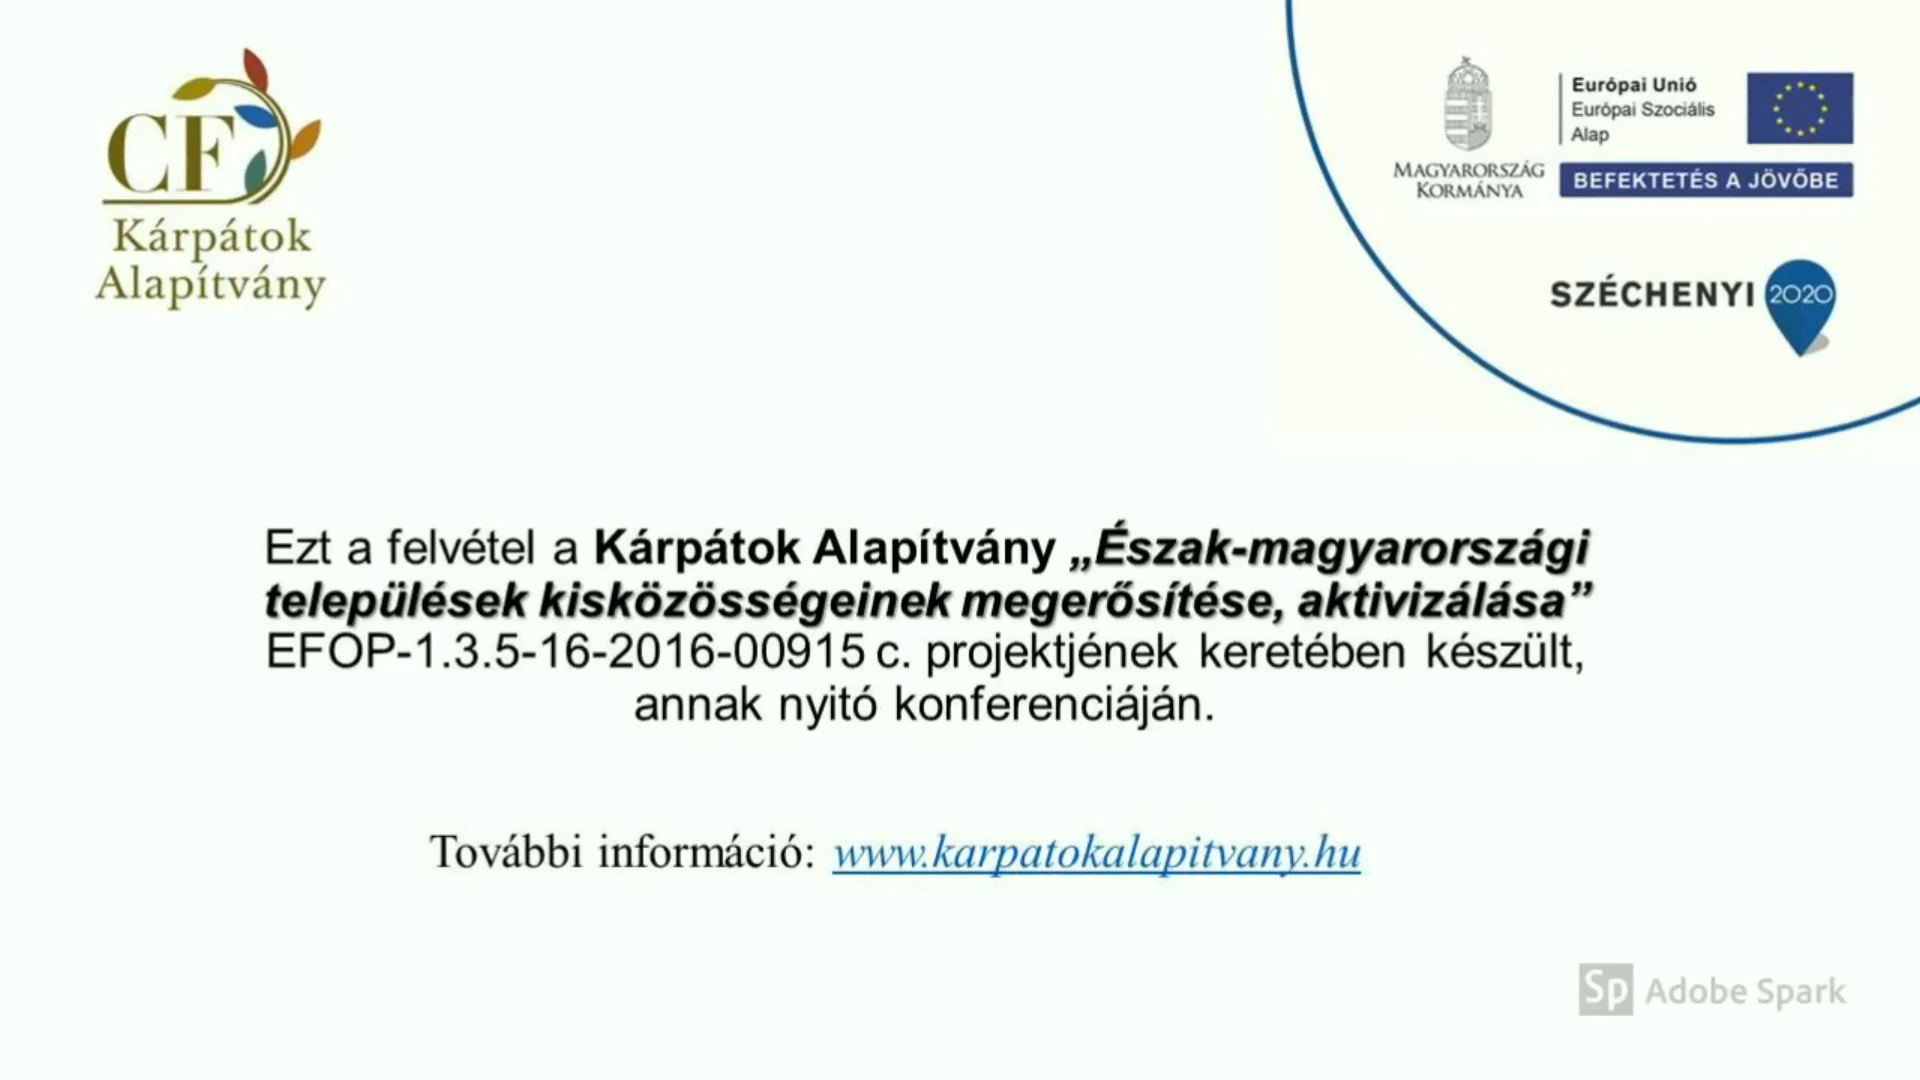 CF
Kárpátok
Alapítvány
MAGYARORSZÁG
KORMÁNYA
Európai Unió
Európai Szociális
Alap
BEFEKTETÉS A JÖVŐBE
SZÉCHENYI 2020
Ezt a felvétel a Kárpátok Alapítvány „Észak-magyarországi
települések kisközösségeinek megerősítése, aktivizálása”
EFOP-1.3.5-16-2016-00915 c. projektjének keretében készült,
annak nyitó konferenciáján.
További információ: www.karpatokalapitvany.hu
Sp Adobe Spark